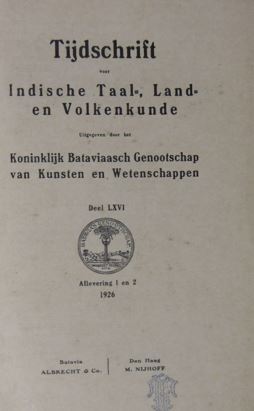 Tijdschrift
voor
Indische Taal-, Land-
en Volkenkunde
Uitgegeven door het
Koninklijk Bataviaasch Genootschap
van Kunsten en Wetenschappen
Deel LXVI
Aflevering 1 en 2
1926
Batavia
ALBRECHT & Co.
Den Haag
M. NIJHOFF